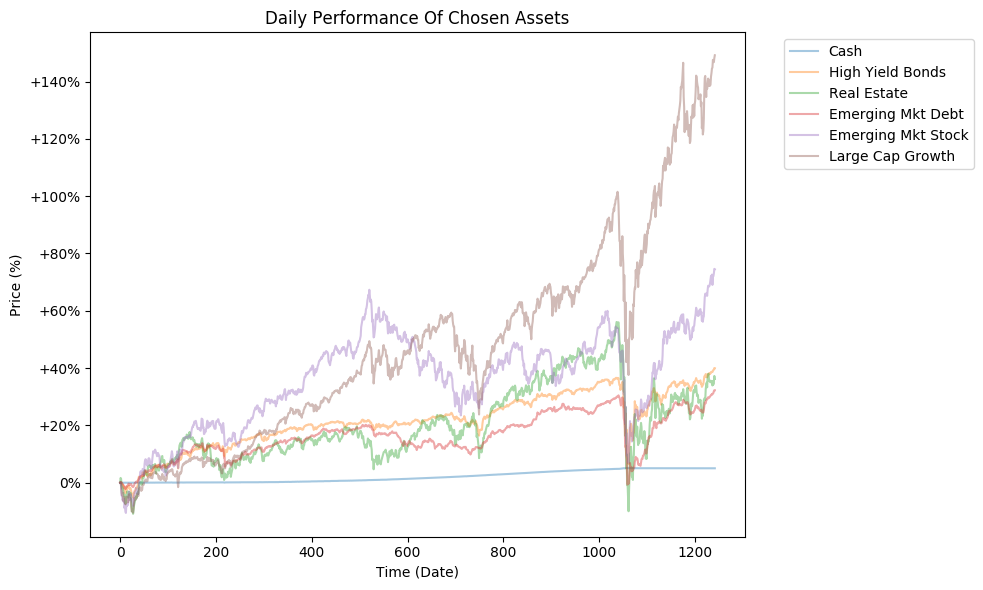 Daily Performance Of Chosen Assets
Cash
High Yield Bonds
Real Estate
Emerging Mkt Debt
Emerging Mkt Stock
Large Cap Growth
Price (%)
+140%
+120%
+100%
+80%
+60%
+40%
+20%
0%
0 200 400 600 800 1000 1200
Time (Date)